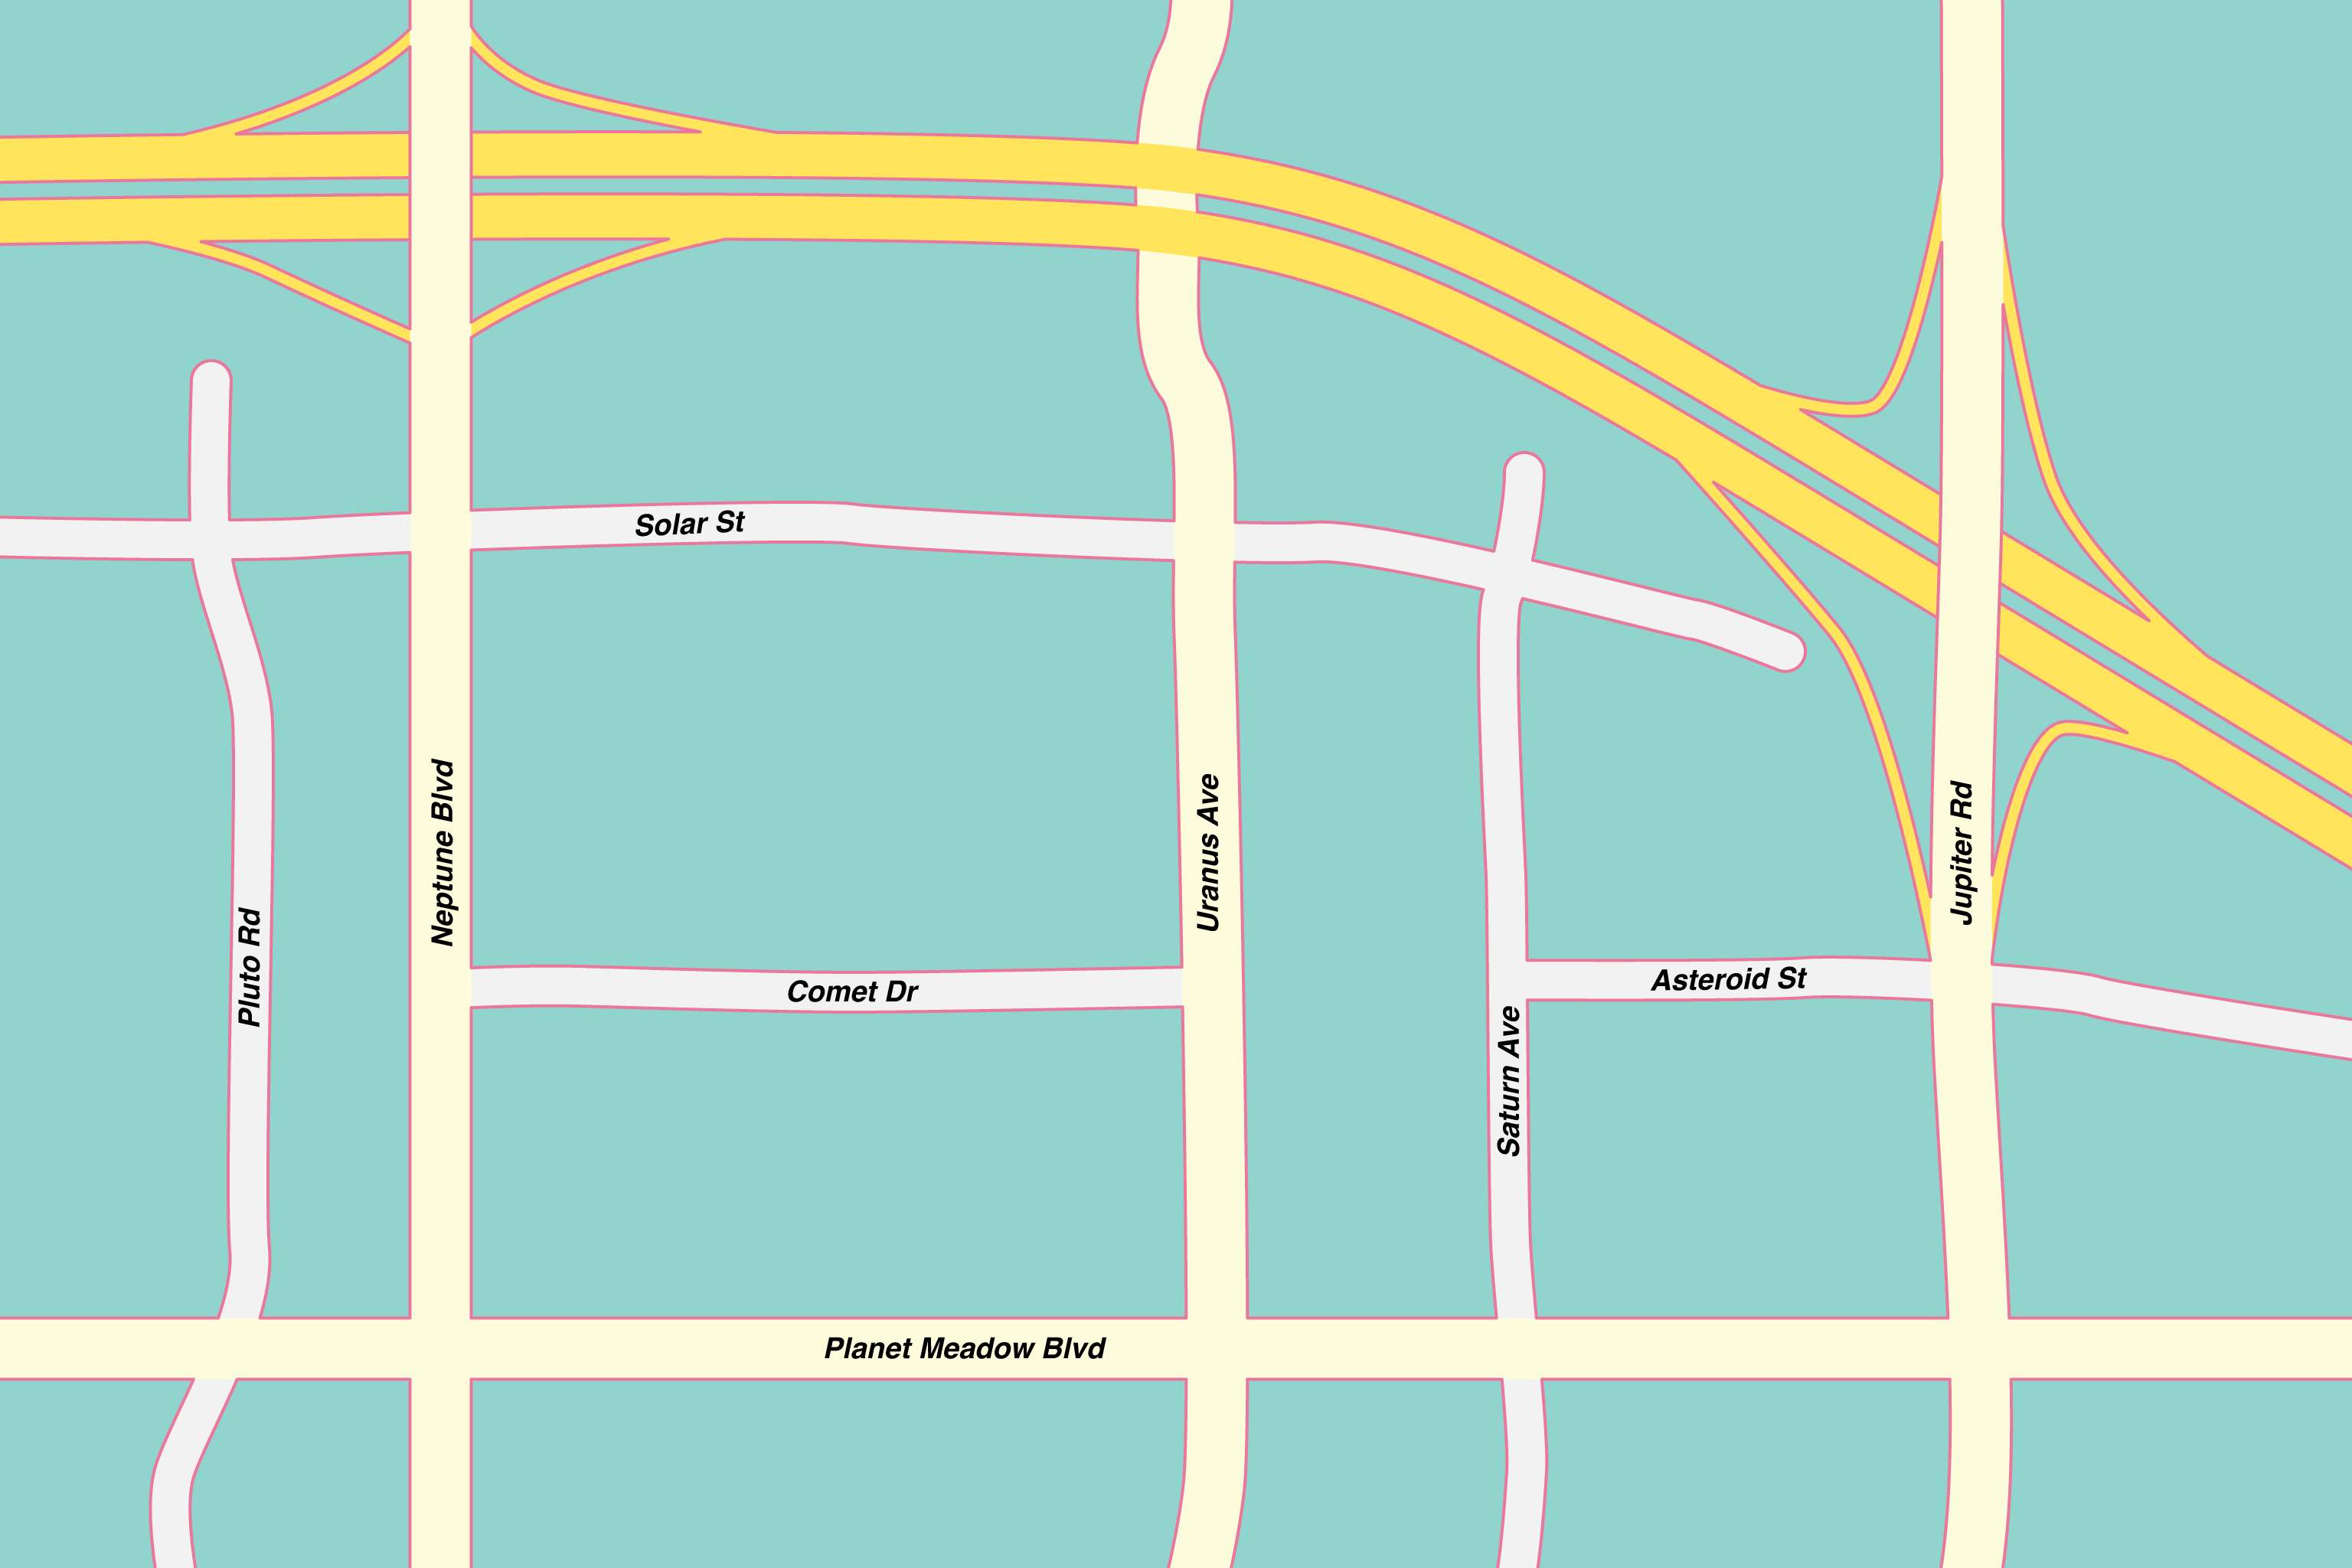 Solar St
Neptune Blvd
Uranus Ave
Jupiter Rd
Pluto Rd
Comet Dr
Asteroid St
Saturn Ave
Planet Meadow Blvd